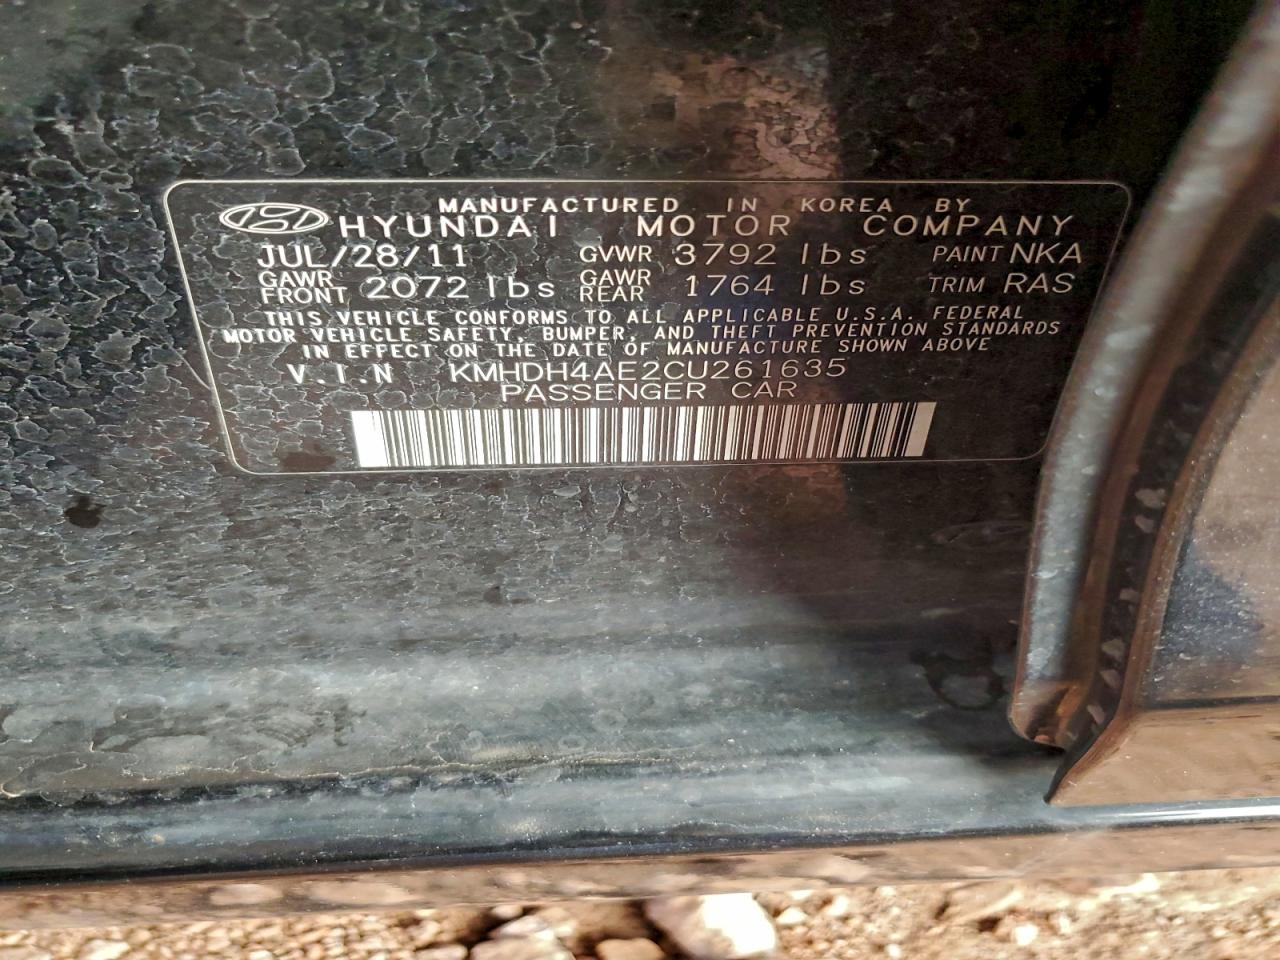 MANUFACTURED IN KOREA BY
HYUNDAI MOTOR COMPANY
JUL/28/11 GVWR 3792 lbs PAINT NKA
GAWR FRONT 2072 lbs GAWR REAR 1764 lbs TRIM RAS
THIS VEHICLE CONFORMS TO ALL APPLICABLE U.S.A. FEDERAL
MOTOR VEHICLE SAFETY, BUMPER, AND THEFT PREVENTION STANDARDS
IN EFFECT ON THE DATE OF MANUFACTURE SHOWN ABOVE
V.I.N KMHDH4AE2CU261635
PASSENGER CAR